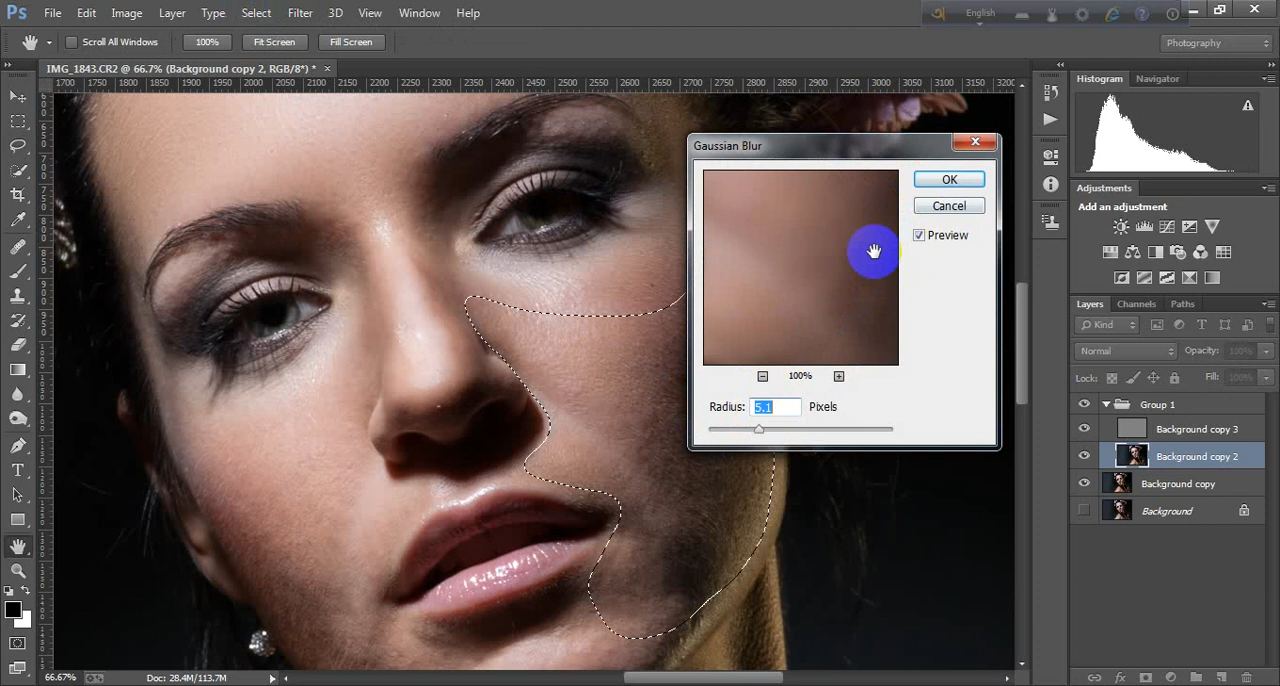 Ps File Edit Image Layer Type Select Filter 3D View Window Help
English
Scroll All Windows 100% Fit Screen Fill Screen Photography
IMG_1843.CR2 @ 66.7% (Background copy 2, RGB/8*) * ×
1700 1750 1800 1850 1900 1950 2000 2050 2100 2150 2200 2250 2300 2350 2400 2450 2500 2550 2600 2650 2700 2750 2800 2850 2900 2950 3000 3050 3100 3150 3200
Histogram Navigator
Gaussian Blur
OK
Cancel
Preview
100%
Radius: 5.1 Pixels
Adjustments
Add an adjustment
Layers Channels Paths
Kind
Normal Opacity: 100%
Lock: Fill: 100%
Group 1
Background copy 3
Background copy 2
Background copy
Background
66.67% Doc: 28.4M/113.7M